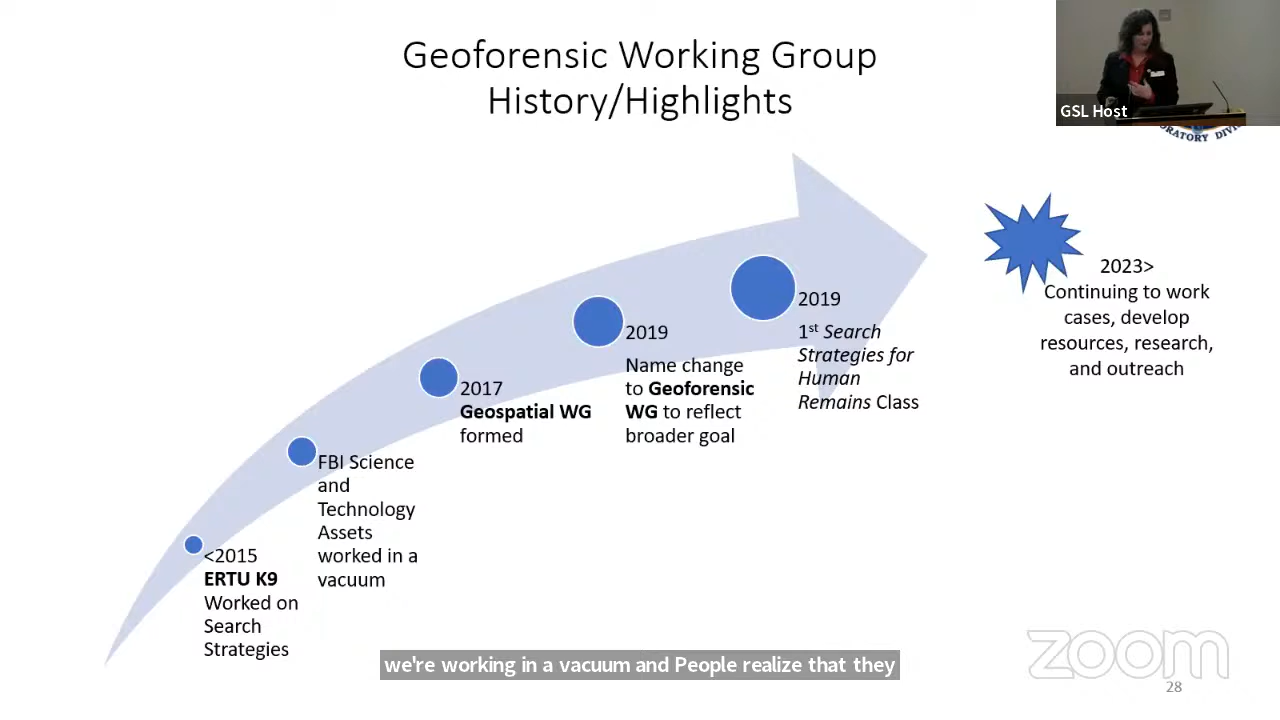 Geoforensic Working Group
History/Highlights
GSL Host
ORATORY DIVI
2023>
Continuing to work
cases, develop
resources, research,
and outreach
2019
1st Search
Strategies for
Human
Remains Class
2019
Name change
to Geoforensic
WG to reflect
broader goal
2017
Geospatial WG
formed
FBI Science
and
Technology
Assets
worked in a
vacuum
<2015
ERTU K9
Worked on
Search
Strategies
we're working in a vacuum and People realize that they
zoom
28